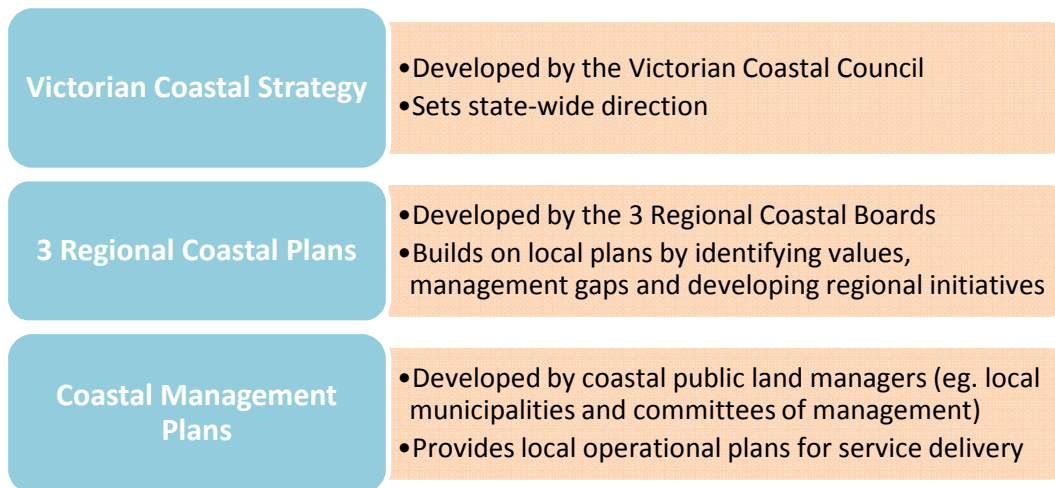 Victorian Coastal Strategy
•Developed by the Victorian Coastal Council
•Sets state-wide direction
3 Regional Coastal Plans
•Developed by the 3 Regional Coastal Boards
•Builds on local plans by identifying values,
management gaps and developing regional initiatives
Coastal Management
Plans
•Developed by coastal public land managers (eg. local
municipalities and committees of management)
•Provides local operational plans for service delivery